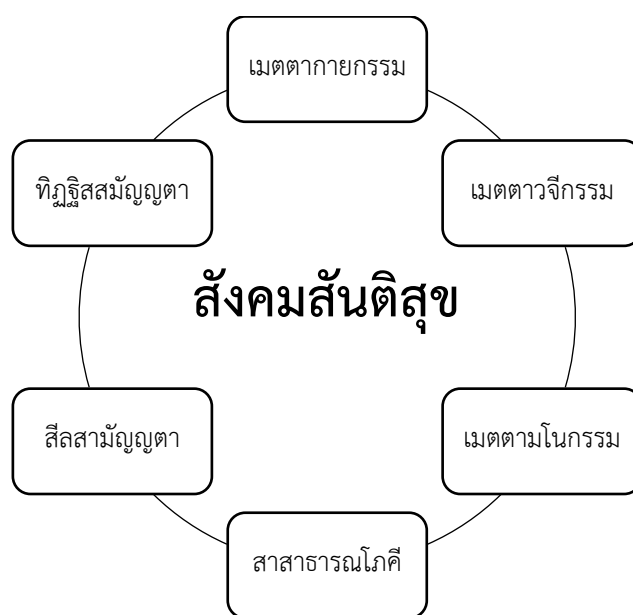 เมตตากายกรรม
ทิฏฐิสสมัญญตา
เมตตาวจีกรรม
สังคมสันติสุข
สีลสามัญญตา
เมตตามโนกรรม
สาสาธารณโภคี